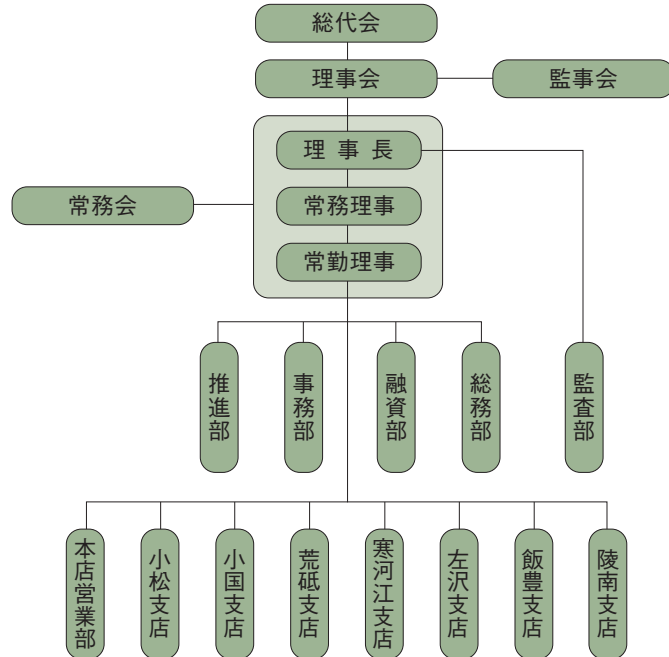 総代会
理事会
監事会
理事長
常務会
常務理事
常勤理事
推進部
事務部
融資部
総務部
監査部
本店営業部
小松支店
小国支店
荒砥支店
寒河江支店
左沢支店
飯豊支店
陵南支店